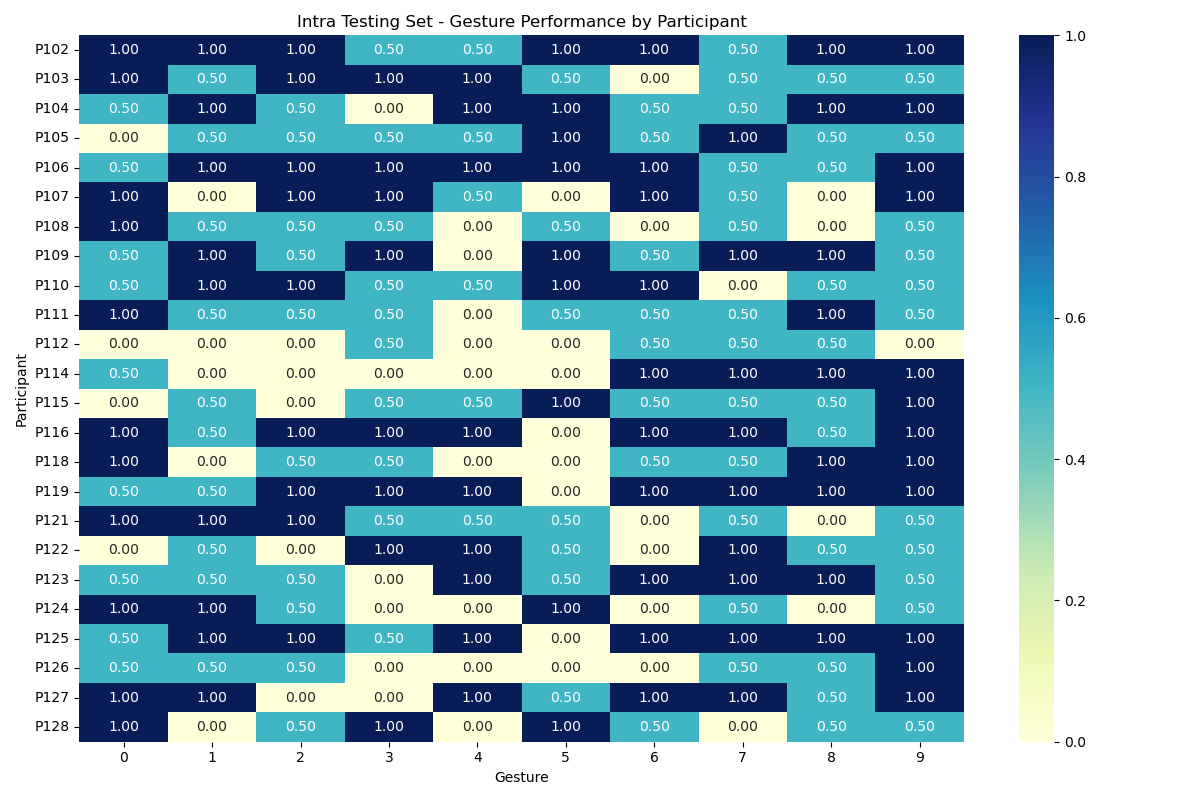 Intra Testing Set - Gesture Performance by Participant
P102 1.00 1.00 1.00 0.50 0.50 1.00 1.00 0.50 1.00 1.00
P103 1.00 0.50 1.00 1.00 1.00 0.50 0.00 0.50 0.50 0.50
P104 0.50 1.00 0.50 0.00 1.00 1.00 0.50 0.50 1.00 1.00
P105 0.00 0.50 0.50 0.50 0.50 1.00 0.50 1.00 0.50 0.50
P106 0.50 1.00 1.00 1.00 1.00 1.00 1.00 0.50 0.50 1.00
P107 1.00 0.00 1.00 1.00 0.50 0.00 1.00 0.50 0.00 1.00
P108 1.00 0.50 0.50 0.50 0.00 0.50 0.00 0.50 0.00 0.50
P109 0.50 1.00 0.50 1.00 0.00 1.00 0.50 1.00 1.00 0.50
P110 0.50 1.00 1.00 0.50 0.50 1.00 1.00 0.00 0.50 0.50
P111 1.00 0.50 0.50 0.50 0.00 0.50 0.50 0.50 1.00 0.50
P112 0.00 0.00 0.00 0.50 0.00 0.00 0.50 0.50 0.50 0.00
P114 0.50 0.00 0.00 0.00 0.00 0.00 1.00 1.00 1.00 1.00
P115 0.00 0.50 0.00 0.50 0.50 1.00 0.50 0.50 0.50 1.00
P116 1.00 0.50 1.00 1.00 1.00 0.00 1.00 1.00 0.50 1.00
P118 1.00 0.00 0.50 0.50 0.00 0.00 0.50 0.50 1.00 1.00
P119 0.50 0.50 1.00 1.00 1.00 0.00 1.00 1.00 1.00 1.00
P121 1.00 1.00 1.00 0.50 0.50 0.50 0.00 0.50 0.00 0.50
P122 0.00 0.50 0.00 1.00 1.00 0.50 0.00 1.00 0.50 0.50
P123 0.50 0.50 0.50 0.00 1.00 0.50 1.00 1.00 1.00 0.50
P124 1.00 1.00 0.50 0.00 0.00 1.00 0.00 0.50 0.00 0.50
P125 0.50 1.00 1.00 0.50 1.00 0.00 1.00 1.00 1.00 1.00
P126 0.50 0.50 0.50 0.00 0.00 0.00 0.00 0.50 0.50 1.00
P127 1.00 1.00 0.00 0.00 1.00 0.50 1.00 1.00 0.50 1.00
P128 1.00 0.00 0.50 1.00 0.00 1.00 0.50 0.00 0.50 0.50
0 1 2 3 4 5 6 7 8 9
Gesture
Participant
1.0
0.8
0.6
0.4
0.2
0.0